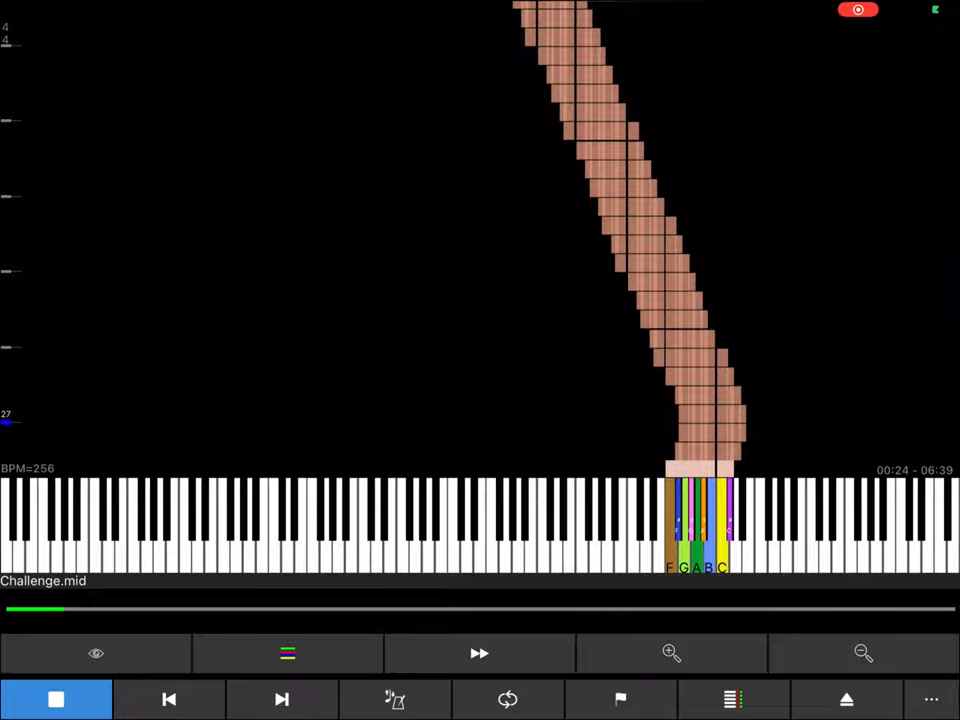 4
4
27
BPM=256
00:24 - 06:39
F G A B C
Challenge.mid